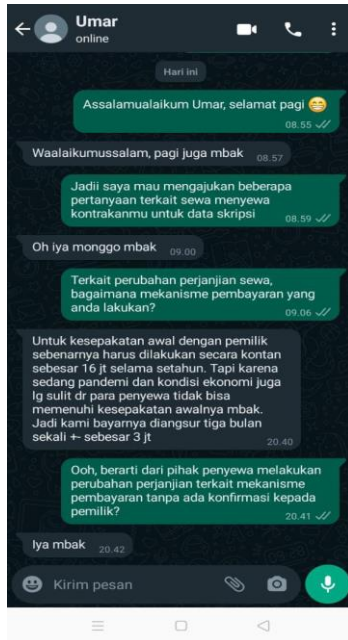 Umar
online
Hari ini
Assalamualaikum Umar, selamat pagi 😁
08.55
Waalaikumussalam, pagi juga mbak 08.57
Jadii saya mau mengajukan beberapa
pertanyaan terkait sewa menyewa
kontrakanmu untuk data skripsi 08.59
Oh iya monggo mbak 09.00
Terkait perubahan perjanjian sewa,
bagaimana mekanisme pembayaran yang
anda lakukan? 09.06
Untuk kesepakatan awal dengan pemilik
sebenarnya harus dilakukan secara kontan
sebesar 16 jt selama setahun. Tapi karena
sedang pandemi dan kondisi ekonomi juga
lg sulit dr para penyewa tidak bisa
memenuhi kesepakatan awalnya mbak.
Jadi kami bayarnya diangsur tiga bulan
sekali +- sebesar 3 jt 20.40
Ooh, berarti dari pihak penyewa melakukan
perubahan perjanjian terkait mekanisme
pembayaran tanpa ada konfirmasi kepada
pemilik? 20.41
Iya mbak 20.42
Kirim pesan